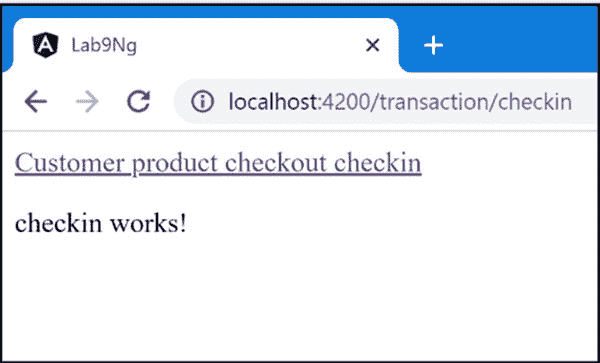 Lab9Ng
localhost:4200/transaction/checkin
Customer product checkout checkin
checkin works!